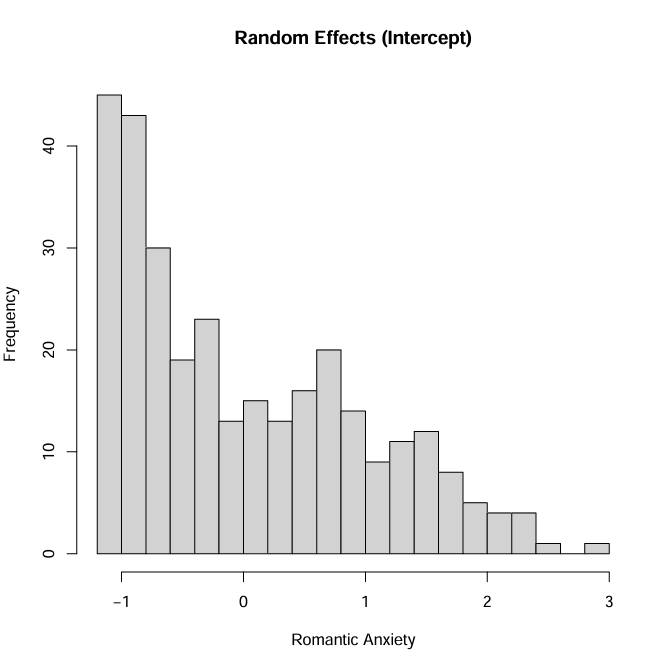 Random Effects (Intercept)
Frequency
40
30
20
10
0
−1 0 1 2 3
Romantic Anxiety